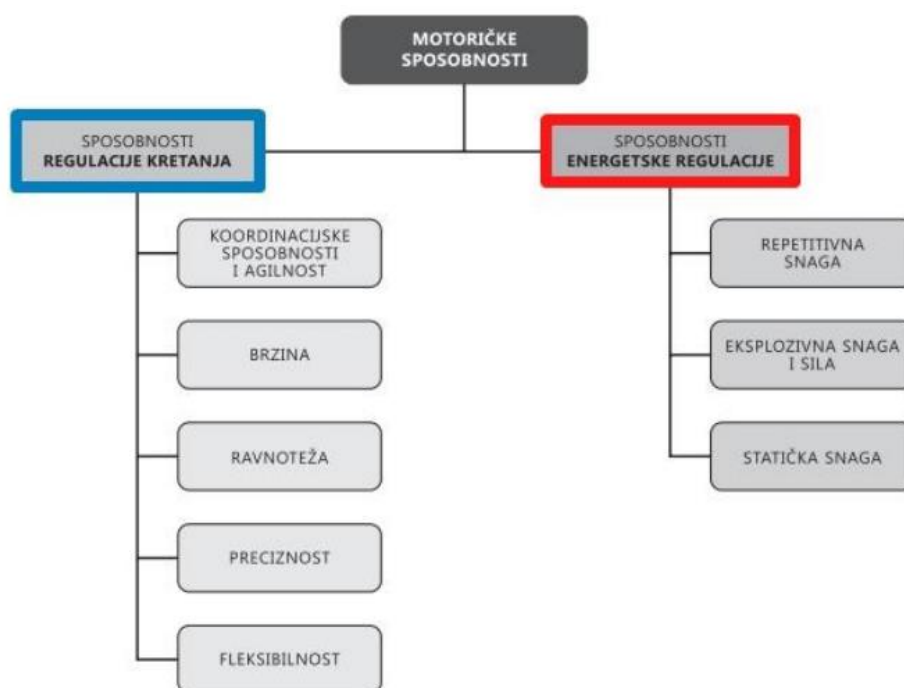 MOTORIČKE
SPOSOBNOSTI
SPOSOBNOSTI
REGULACIJE KRETANJA
SPOSOBNOSTI
ENERGETSKE REGULACIJE
KOORDINACIJSKE
SPOSOBNOSTI
I AGILNOST
BRZINA
RAVNOTEŽA
PRECIZNOST
FLEKSIBILNOST
REPETITIVNA
SNAGA
EKSPLOZIVNA SNAGA
I SILA
STATIČKA SNAGA